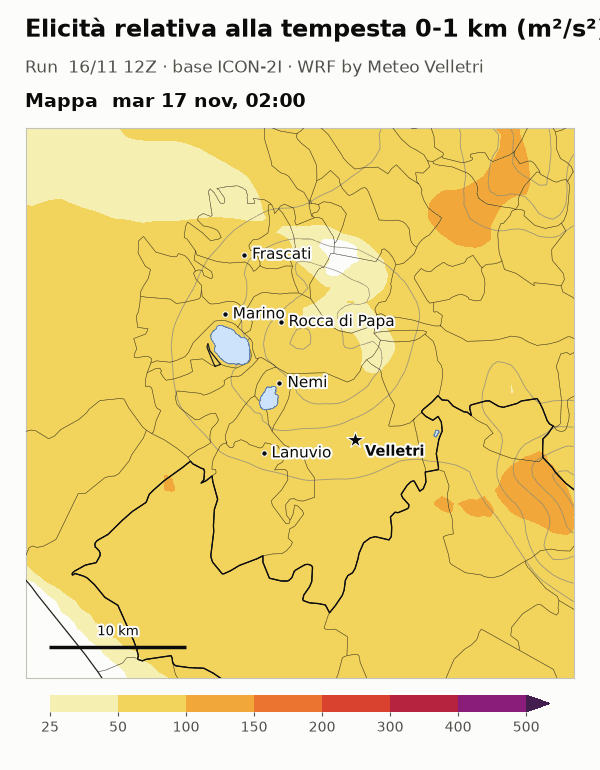 Elicità relativa alla tempesta 0-1 km (m²/s²)
Run 16/11 12Z · base ICON-2I · WRF by Meteo Velletri
Mappa mar 17 nov, 02:00
Frascati
Marino
Rocca di Papa
Nemi
Velletri
Lanuvio
10 km
25 50 100 150 200 300 400 500